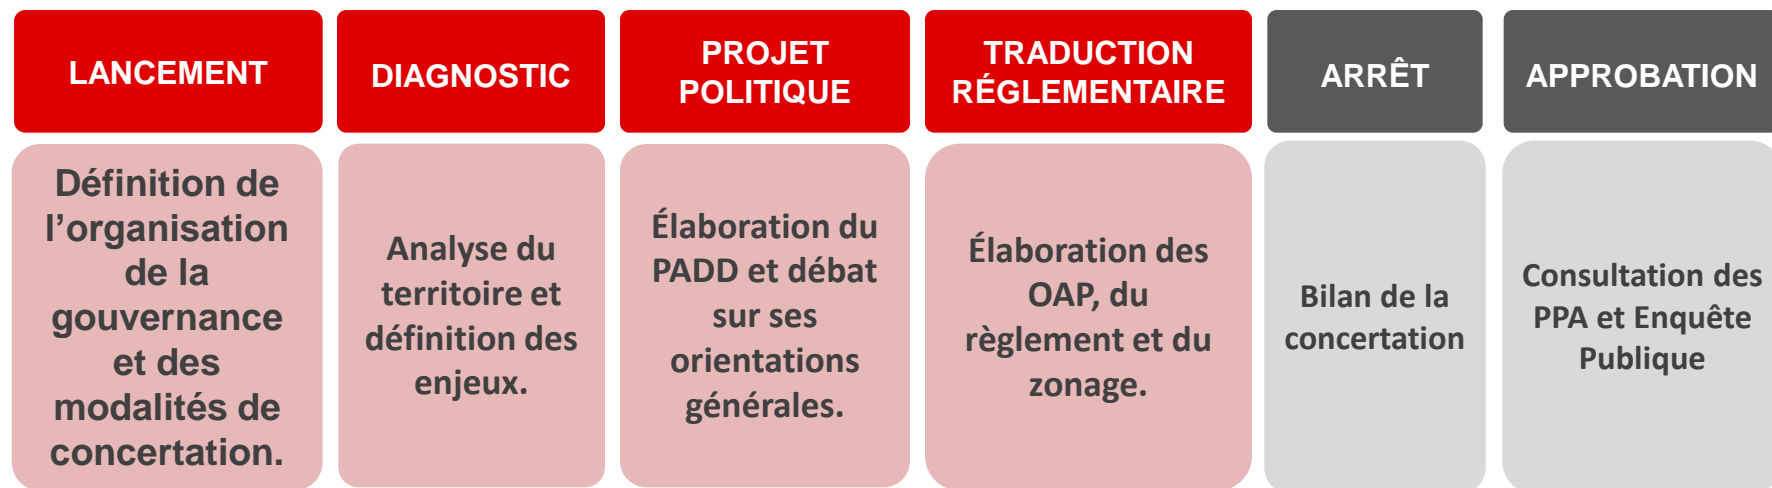 LANCEMENT
Définition de
l’organisation
de la
gouvernance
et des
modalités de
concertation.
DIAGNOSTIC
Analyse du
territoire et
définition des
enjeux.
PROJET
POLITIQUE
Élaboration du
PADD et débat
sur ses
orientations
générales.
TRADUCTION
RÉGLEMENTAIRE
Élaboration des
OAP, du
règlement et du
zonage.
ARRÊT
Bilan de la
concertation
APPROBATION
Consultation des
PPA et Enquête
Publique